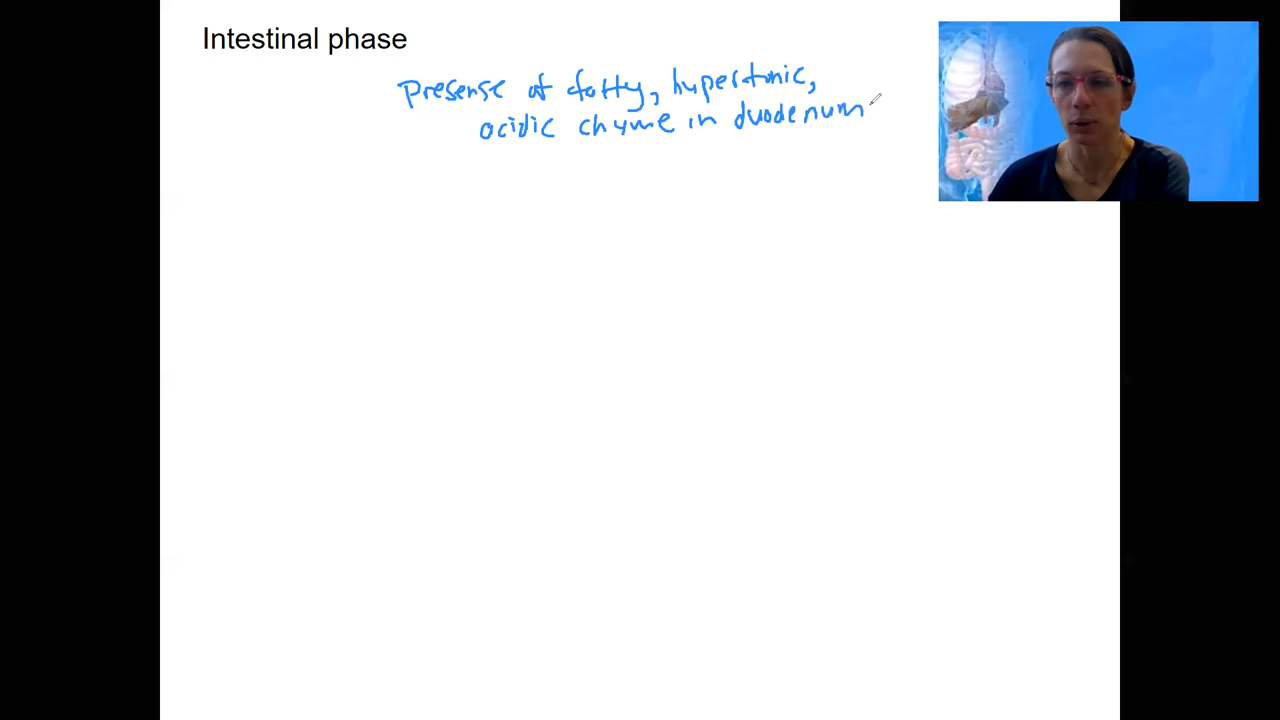 Intestinal phase
Presense of fatty, hypertonic,
acidic chyme in duodenum